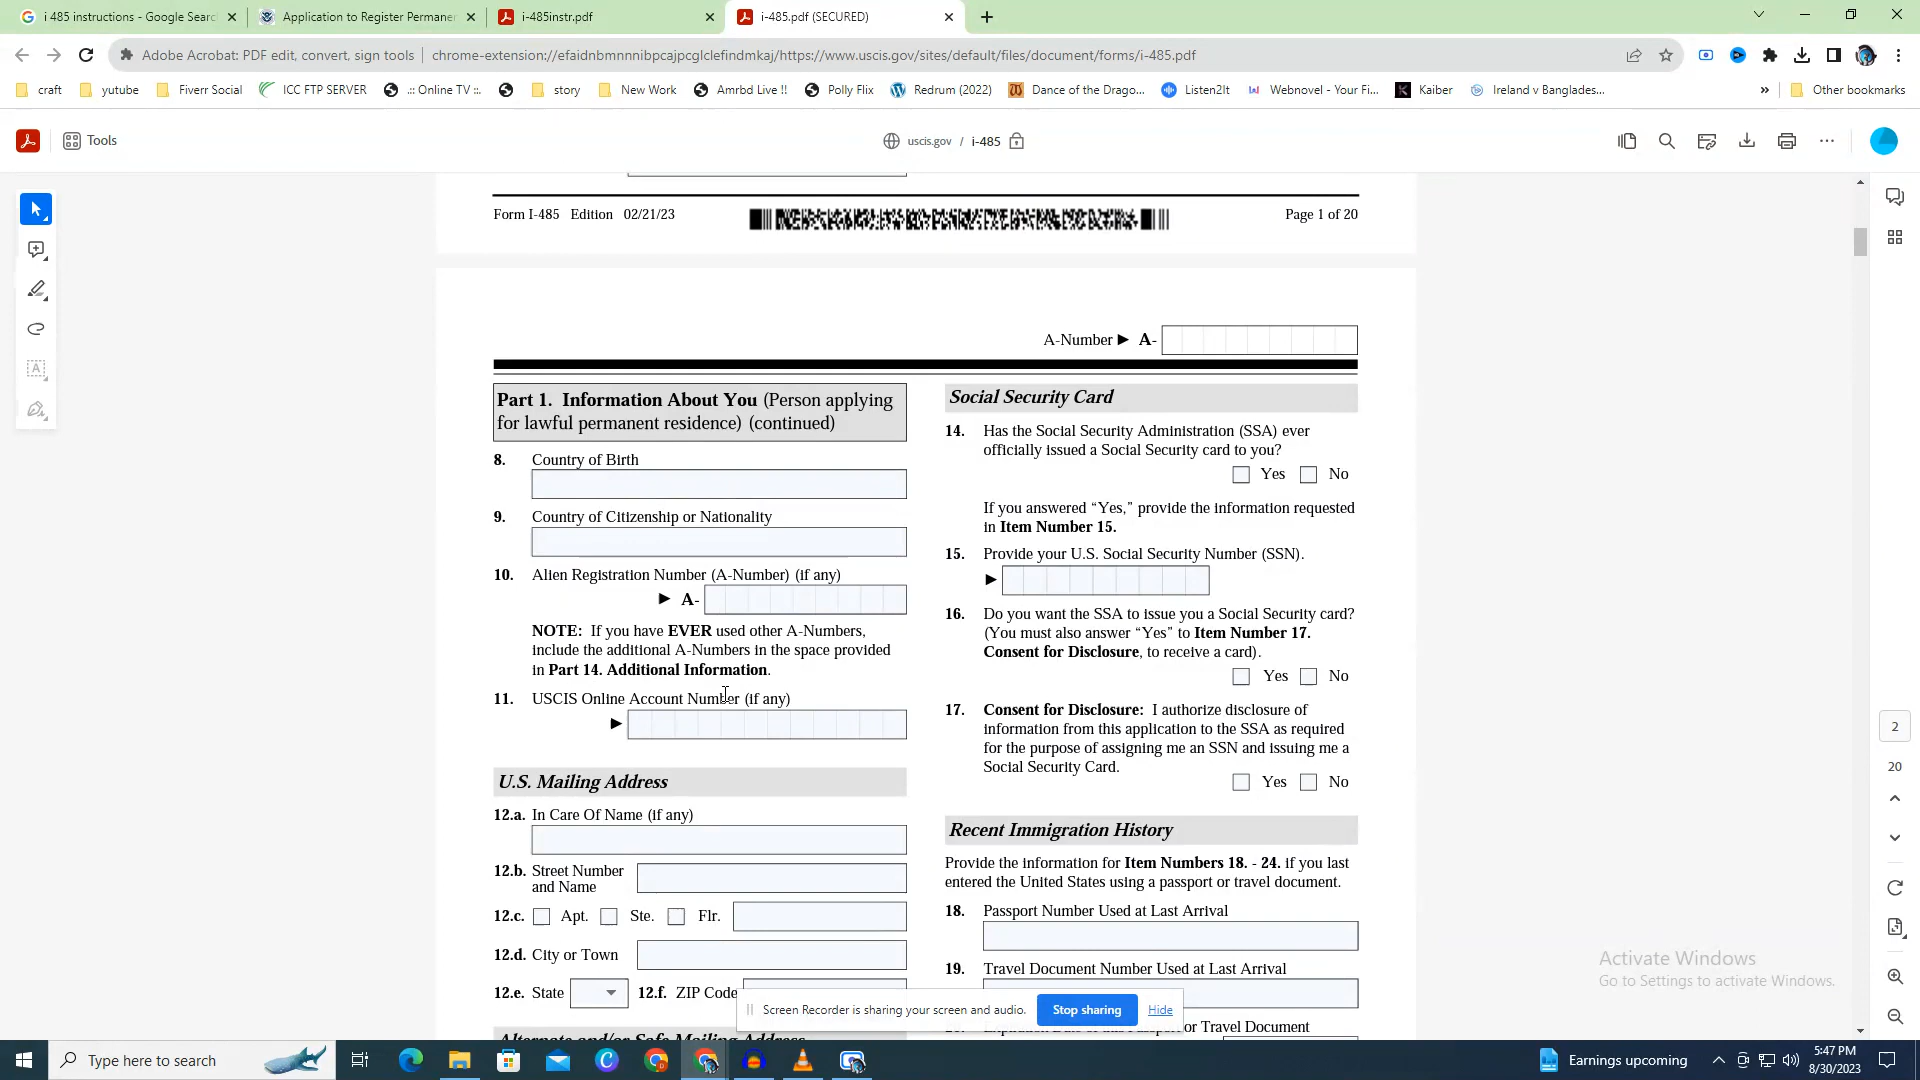 i 485 instructions - Google Searc
Application to Register Permaner
i-485instr.pdf
i-485.pdf (SECURED)
Adobe Acrobat: PDF edit, convert, sign tools
chrome-extension://efaidnbmnnnibpcajpcglclefindmkaj/https://www.uscis.gov/sites/default/files/document/forms/i-485.pdf
craft
yutube
Fiverr Social
ICC FTP SERVER
.:: Online TV ::.
story
New Work
Amrbd Live !!
Polly Flix
Redrum (2022)
Dance of the Drago...
Listen2It
Webnovel - Your Fi...
Kaiber
Ireland v Banglades...
»
Other bookmarks
Tools
uscis.gov / i-485
Form I-485 Edition 02/21/23
Page 1 of 20
A-Number ► A-
Part 1. Information About You (Person applying
for lawful permanent residence) (continued)
8. Country of Birth
9. Country of Citizenship or Nationality
10. Alien Registration Number (A-Number) (if any)
► A-
NOTE: If you have EVER used other A-Numbers,
include the additional A-Numbers in the space provided
in Part 14. Additional Information.
11. USCIS Online Account Number (if any)
►
U.S. Mailing Address
12.a. In Care Of Name (if any)
12.b. Street Number
and Name
12.c. Apt. Ste. Flr.
12.d. City or Town
12.e. State 12.f. ZIP Code
Alternate and/or Safe Mailing Address
Social Security Card
14. Has the Social Security Administration (SSA) ever
officially issued a Social Security card to you?
Yes No
If you answered “Yes,” provide the information requested
in Item Number 15.
15. Provide your U.S. Social Security Number (SSN).
►
16. Do you want the SSA to issue you a Social Security card?
(You must also answer “Yes” to Item Number 17.
Consent for Disclosure, to receive a card).
Yes No
17. Consent for Disclosure: I authorize disclosure of
information from this application to the SSA as required
for the purpose of assigning me an SSN and issuing me a
Social Security Card.
Yes No
Recent Immigration History
Provide the information for Item Numbers 18. - 24. if you last
entered the United States using a passport or travel document.
18. Passport Number Used at Last Arrival
19. Travel Document Number Used at Last Arrival
or Travel Document
2
20
Activate Windows
Go to Settings to activate Windows.
Screen Recorder is sharing your screen and audio.
Stop sharing
Hide
Type here to search
Earnings upcoming
5:47 PM
8/30/2023